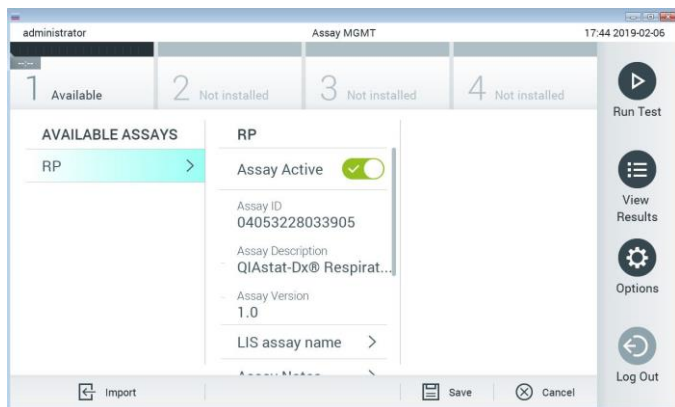 administrator
Assay MGMT
17:44 2019-02-06
1 Available
2 Not installed
3 Not installed
4 Not installed
Run Test
View
Results
Options
Log Out
AVAILABLE ASSAYS
RP
RP
Assay Active
Assay ID
04053228033905
Assay Description
QIAstat-Dx® Respirat...
Assay Version
1.0
LIS assay name
Assay Notes
Import
Save
Cancel